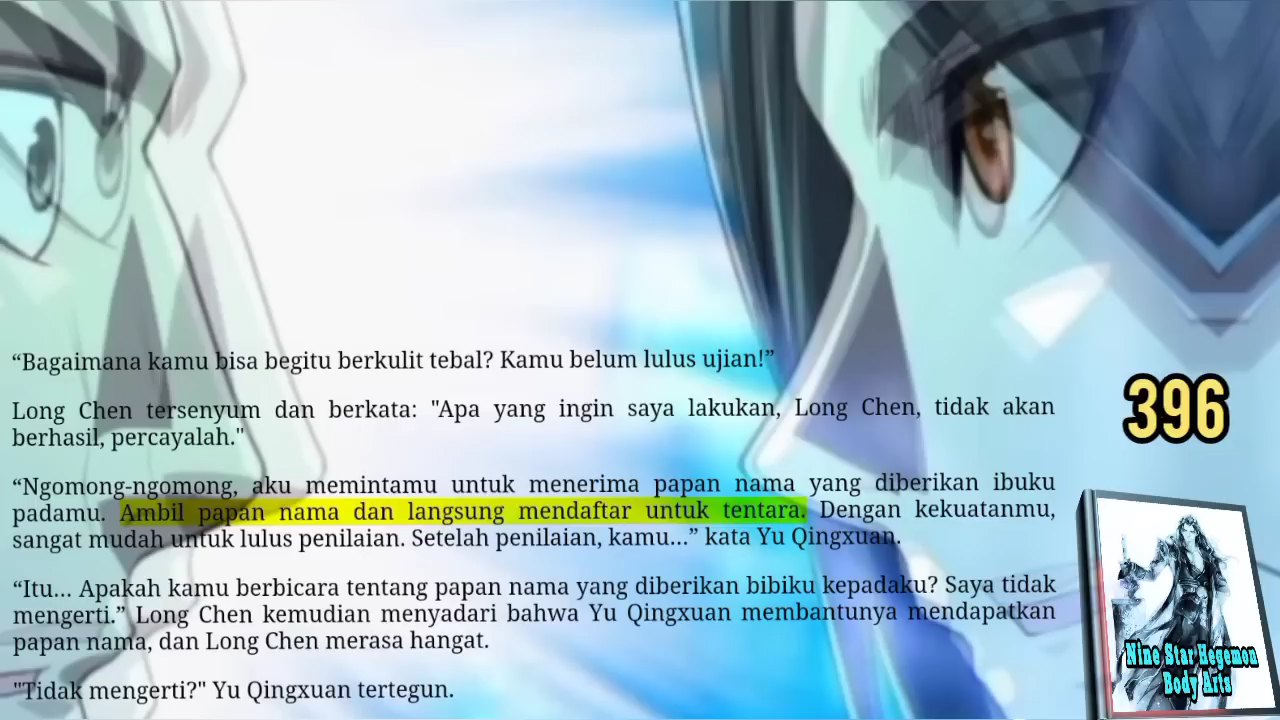 “Bagaimana kamu bisa begitu berkulit tebal? Kamu belum lulus ujian!”
Long Chen tersenyum dan berkata: "Apa yang ingin saya lakukan, Long Chen, tidak akan
berhasil, percayalah."
“Ngomong-ngomong, aku memintamu untuk menerima papan nama yang diberikan ibuku
padamu. Ambil papan nama dan langsung mendaftar untuk tentara. Dengan kekuatanmu,
sangat mudah untuk lulus penilaian. Setelah penilaian, kamu…” kata Yu Qingxuan.
“Itu… Apakah kamu berbicara tentang papan nama yang diberikan bibiku kepadaku? Saya tidak
mengerti.” Long Chen kemudian menyadari bahwa Yu Qingxuan membantunya mendapatkan
papan nama, dan Long Chen merasa hangat.
"Tidak mengerti?" Yu Qingxuan tertegun.
396
Nine Star Hegemon
Body Arts